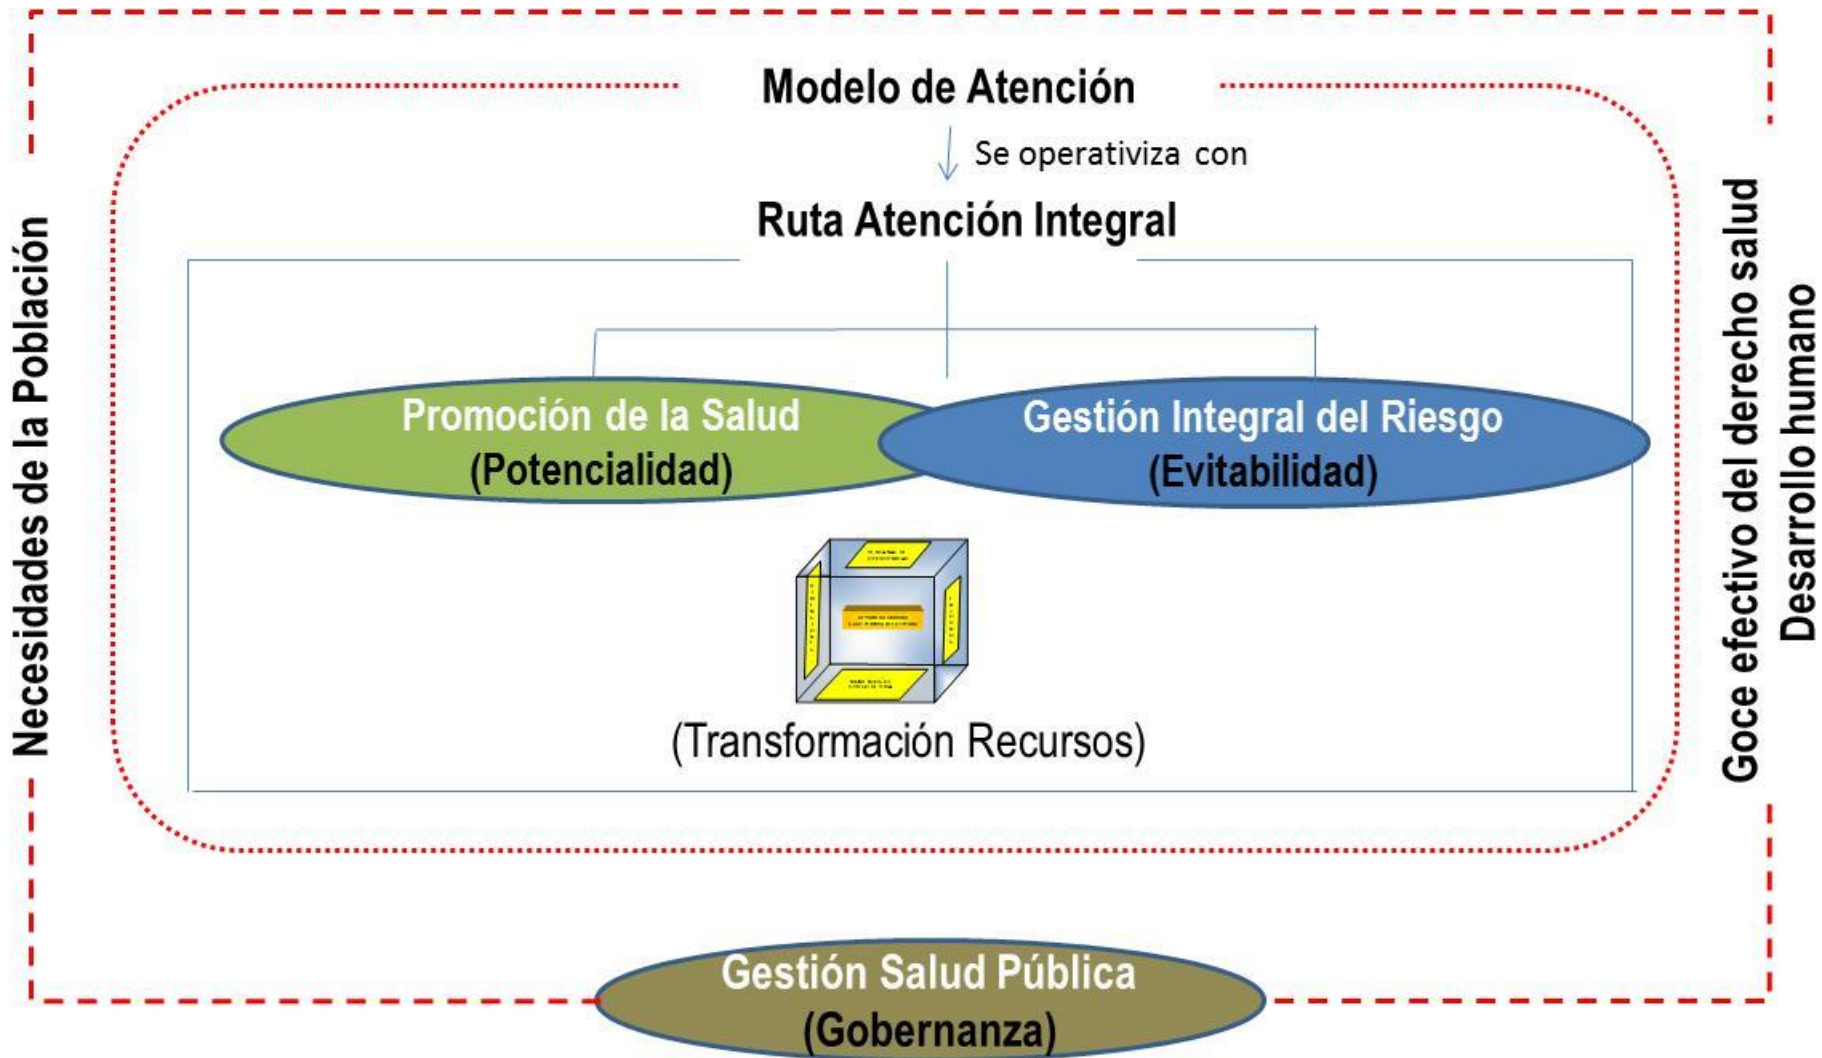 Modelo de Atención
Se operativiza con
Ruta Atención Integral
Necesidades de la Población
Promoción de la Salud
(Potencialidad)
Gestión Integral del Riesgo
(Evitabilidad)
(Transformación Recursos)
Goce efectivo del derecho salud
Desarrollo humano
Gestión Salud Pública
(Gobernanza)